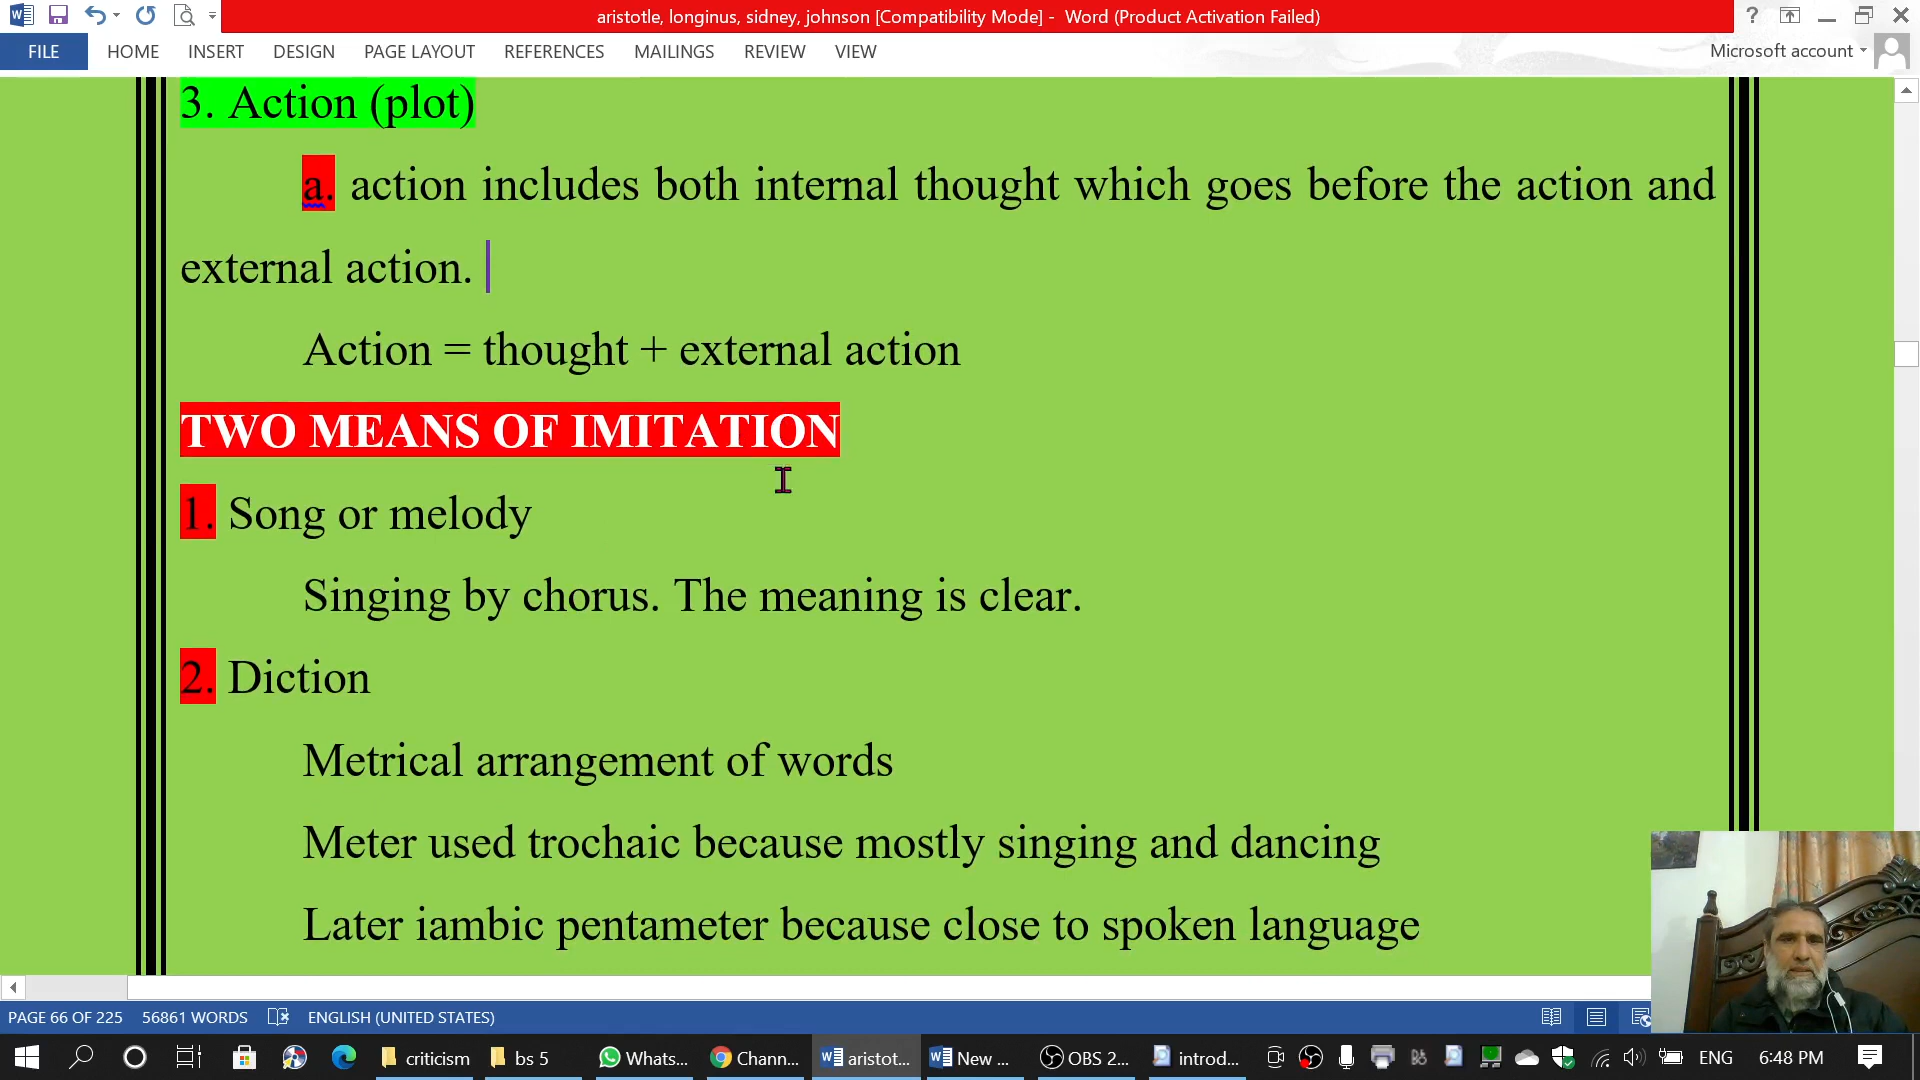 aristotle, longinus, sidney, johnson [Compatibility Mode] - Word (Product Activation Failed)
FILE HOME INSERT DESIGN PAGE LAYOUT REFERENCES MAILINGS REVIEW VIEW Microsoft account
3. Action (plot)
a. action includes both internal thought which goes before the action and
external action.
Action = thought + external action
TWO MEANS OF IMITATION
1. Song or melody
Singing by chorus. The meaning is clear.
2. Diction
Metrical arrangement of words
Meter used trochaic because mostly singing and dancing
Later iambic pentameter because close to spoken language
PAGE 66 OF 225 56861 WORDS ENGLISH (UNITED STATES)
criticism bs 5 Whats... Chann... aristot... New ... OBS 2... introd... ENG 6:48 PM